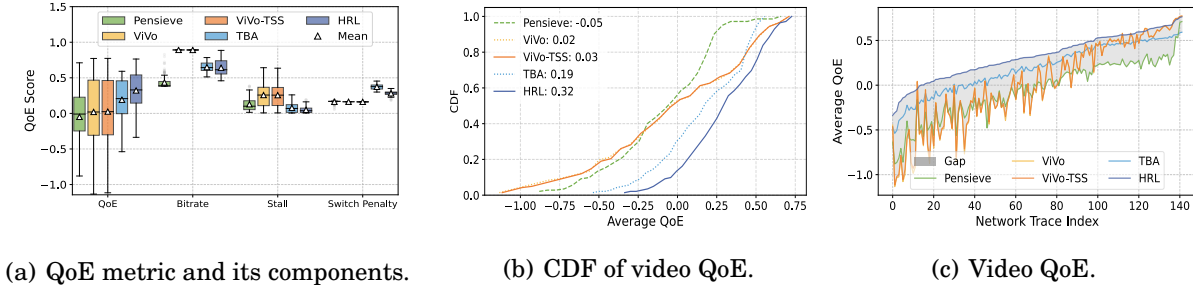 Pensieve
ViVo
ViVo-TSS
TBA
HRL
Mean
QoE Score
1.5
1.0
0.5
0.0
−0.5
−1.0
QoE
Bitrate
Stall
Switch Penalty
(a) QoE metric and its components.
CDF
1.0
0.8
0.6
0.4
0.2
0.0
Pensieve: -0.05
ViVo: 0.02
ViVo-TSS: 0.03
TBA: 0.19
HRL: 0.32
−1.00 −0.75 −0.50 −0.25 0.00 0.25 0.50 0.75
Average QoE
(b) CDF of video QoE.
Average QoE
0.5
0.0
−0.5
−1.0
Gap
Pensieve
ViVo
ViVo-TSS
TBA
HRL
0 20 40 60 80 100 120 140
Network Trace Index
(c) Video QoE.